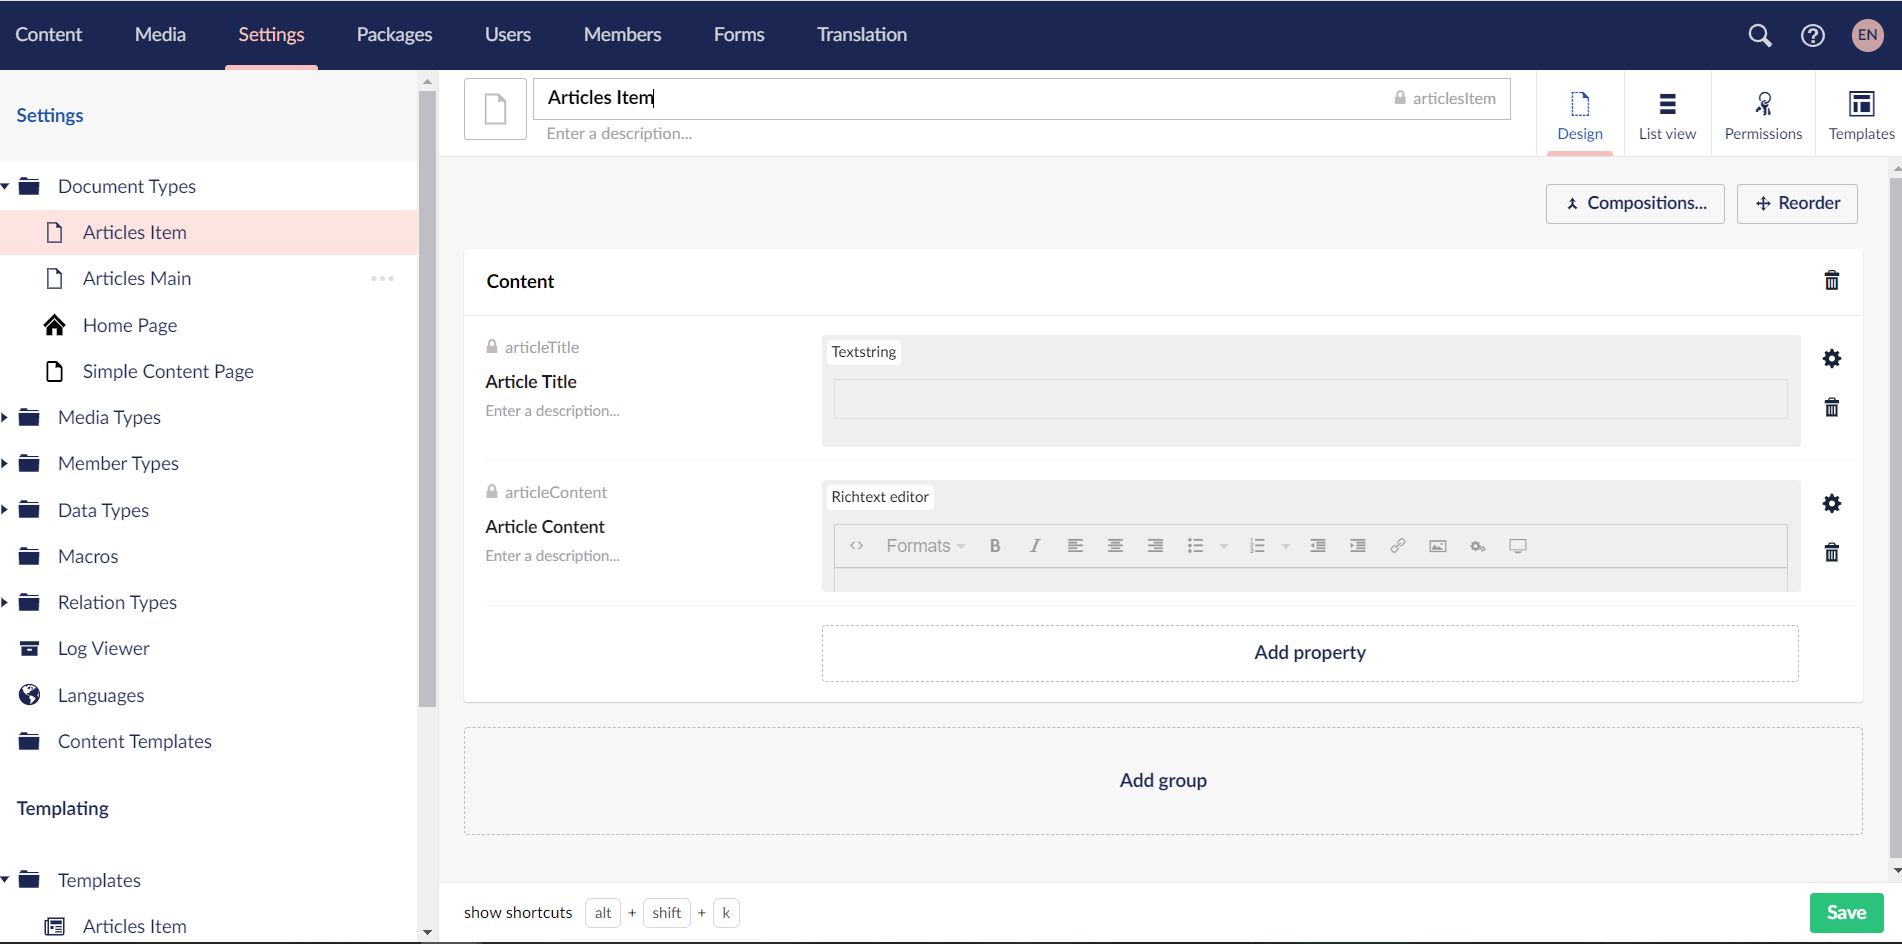 Content Media Settings Packages Users Members Forms Translation EN
Settings
Document Types
Articles Item
Articles Main
Home Page
Simple Content Page
Media Types
Member Types
Data Types
Macros
Relation Types
Log Viewer
Languages
Content Templates
Templating
Templates
Articles Item
Articles Item articlesItem
Enter a description...
Design List view Permissions Templates
Compositions... Reorder
Content
articleTitle
Article Title
Enter a description...
Textstring
articleContent
Article Content
Enter a description...
Richtext editor
Formats B I
Add property
Add group
show shortcuts alt + shift + k
Save